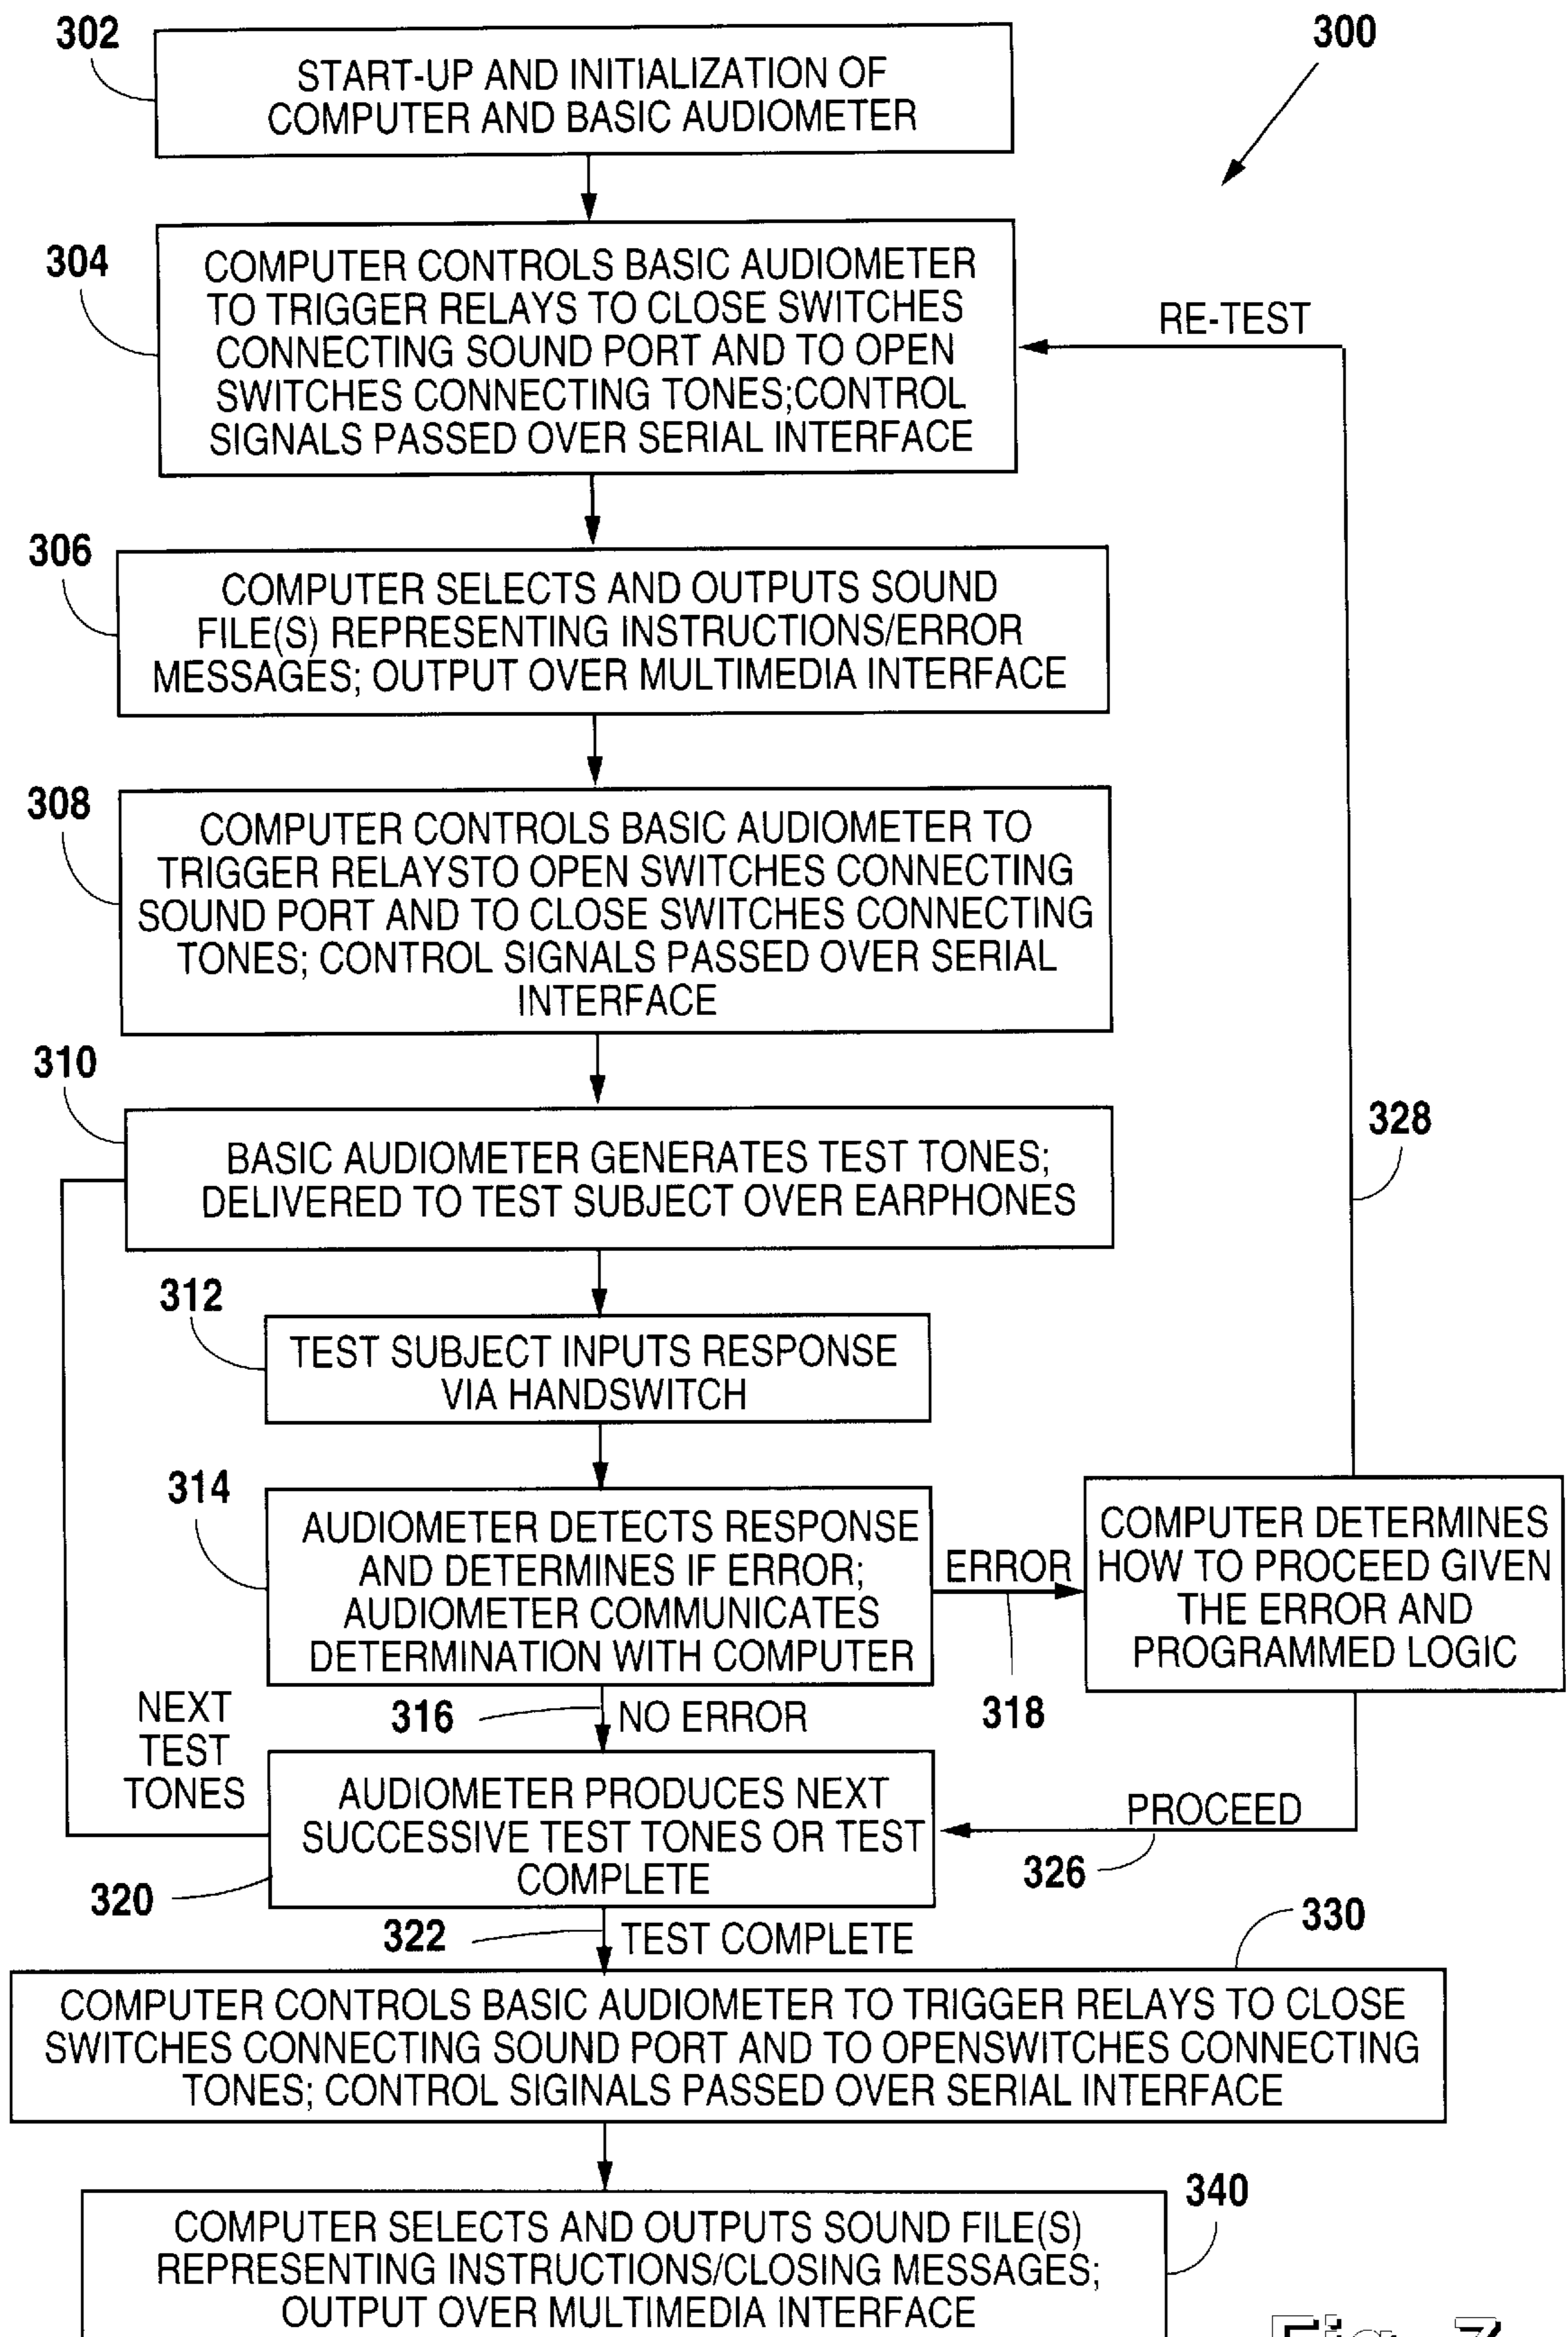 302
300
START-UP AND INITIALIZATION OF
COMPUTER AND BASIC AUDIOMETER
304
COMPUTER CONTROLS BASIC AUDIOMETER
TO TRIGGER RELAYS TO CLOSE SWITCHES
CONNECTING SOUND PORT AND TO OPEN
SWITCHES CONNECTING TONES;CONTROL
SIGNALS PASSED OVER SERIAL INTERFACE
RE-TEST
306
COMPUTER SELECTS AND OUTPUTS SOUND
FILE(S) REPRESENTING INSTRUCTIONS/ERROR
MESSAGES; OUTPUT OVER MULTIMEDIA INTERFACE
308
COMPUTER CONTROLS BASIC AUDIOMETER TO
TRIGGER RELAYSTO OPEN SWITCHES CONNECTING
SOUND PORT AND TO CLOSE SWITCHES CONNECTING
TONES; CONTROL SIGNALS PASSED OVER SERIAL
INTERFACE
310
BASIC AUDIOMETER GENERATES TEST TONES;
DELIVERED TO TEST SUBJECT OVER EARPHONES
328
312
TEST SUBJECT INPUTS RESPONSE
VIA HANDSWITCH
314
AUDIOMETER DETECTS RESPONSE
AND DETERMINES IF ERROR;
AUDIOMETER COMMUNICATES
DETERMINATION WITH COMPUTER
ERROR
318
COMPUTER DETERMINES
HOW TO PROCEED GIVEN
THE ERROR AND
PROGRAMMED LOGIC
316
NO ERROR
NEXT
TEST
TONES
AUDIOMETER PRODUCES NEXT
SUCCESSIVE TEST TONES OR TEST
COMPLETE
PROCEED
326
320
322
TEST COMPLETE
330
COMPUTER CONTROLS BASIC AUDIOMETER TO TRIGGER RELAYS TO CLOSE
SWITCHES CONNECTING SOUND PORT AND TO OPENSWITCHES CONNECTING
TONES; CONTROL SIGINALS PASSED OVER SERIAL INTERFACE
340
COMPUTER SELECTS AND OUTPUTS SOUND FILE(S)
REPRESENTING INSTRUCTIONS/CLOSING MESSAGES;
OUTPUT OVER MULTIMEDIA INTERFACE